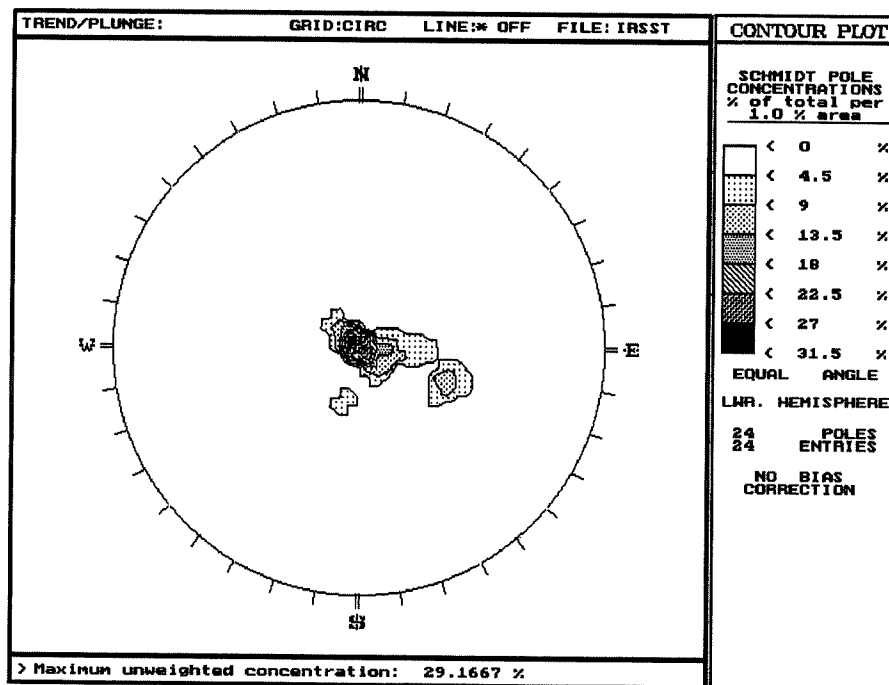 TREND/PLUNGE: GRID:CIRC LINE:* OFF FILE: IRSST
CONTOUR PLOT
N
W
E
S
SCHMIDT POLE
CONCENTRATIONS
% of total per
1.0 % area
< 0 %
< 4.5 %
< 9 %
< 13.5 %
< 18 %
< 22.5 %
< 27 %
< 31.5 %
EQUAL ANGLE
LWR. HEMISPHERE
24 POLES
24 ENTRIES
NO BIAS
CORRECTION
> Maximum unweighted concentration: 29.1667 %